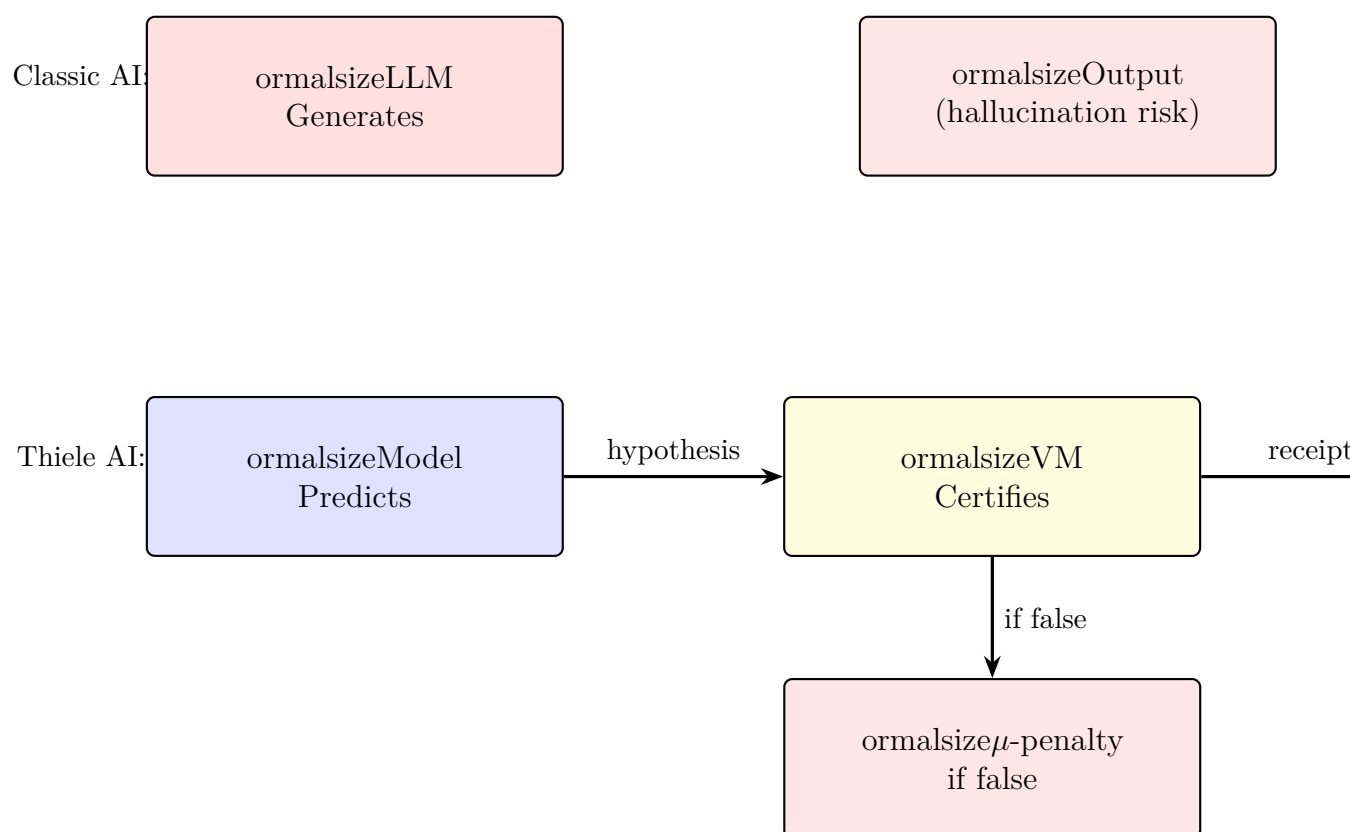 Classic AI:
ormalsizeLLM
Generates
ormalsizeOutput
(hallucination risk)
Thiele AI:
ormalsizeModel
Predicts
hypothesis
ormalsizeVM
Certifies
receipt
if false
ormalsizeμ-penalty
if false